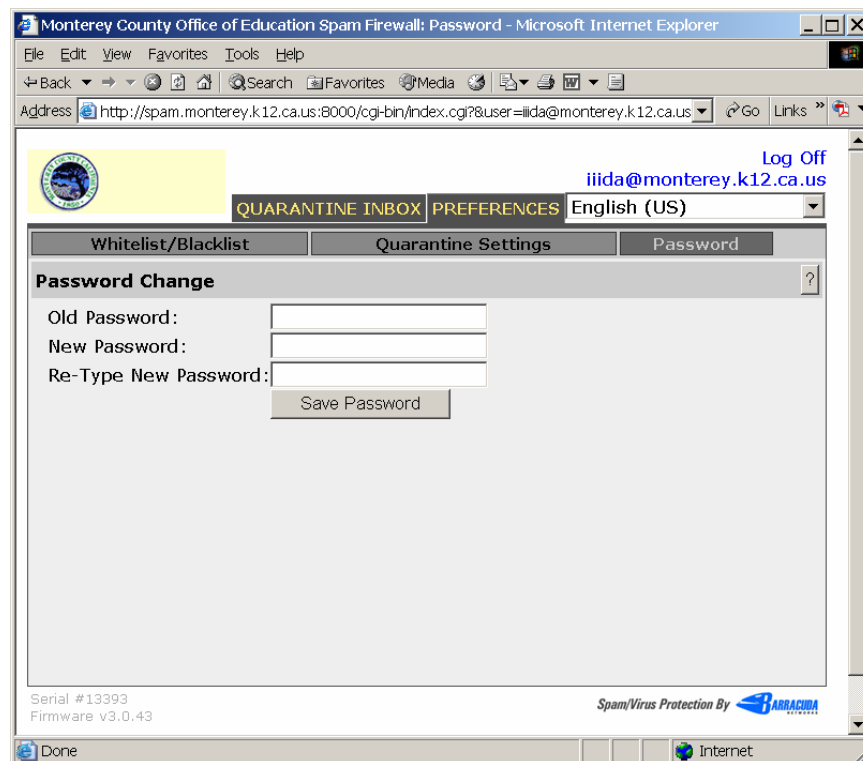 Monterey County Office of Education Spam Firewall: Password - Microsoft Internet Explorer
File Edit View Favorites Tools Help
Back Search Favorites Media
Address http://spam.monterey.k12.ca.us:8000/cgi-bin/index.cgi?&user=iiida@monterey.k12.ca.us Go Links »
Log Off
iiida@monterey.k12.ca.us
QUARANTINE INBOX PREFERENCES English (US)
Whitelist/Blacklist Quarantine Settings Password
Password Change ?
Old Password:
New Password:
Re-Type New Password:
Save Password
Serial #13393
Firmware v3.0.43
Spam/Virus Protection By BARRACUDA
NETWORKS
Done Internet